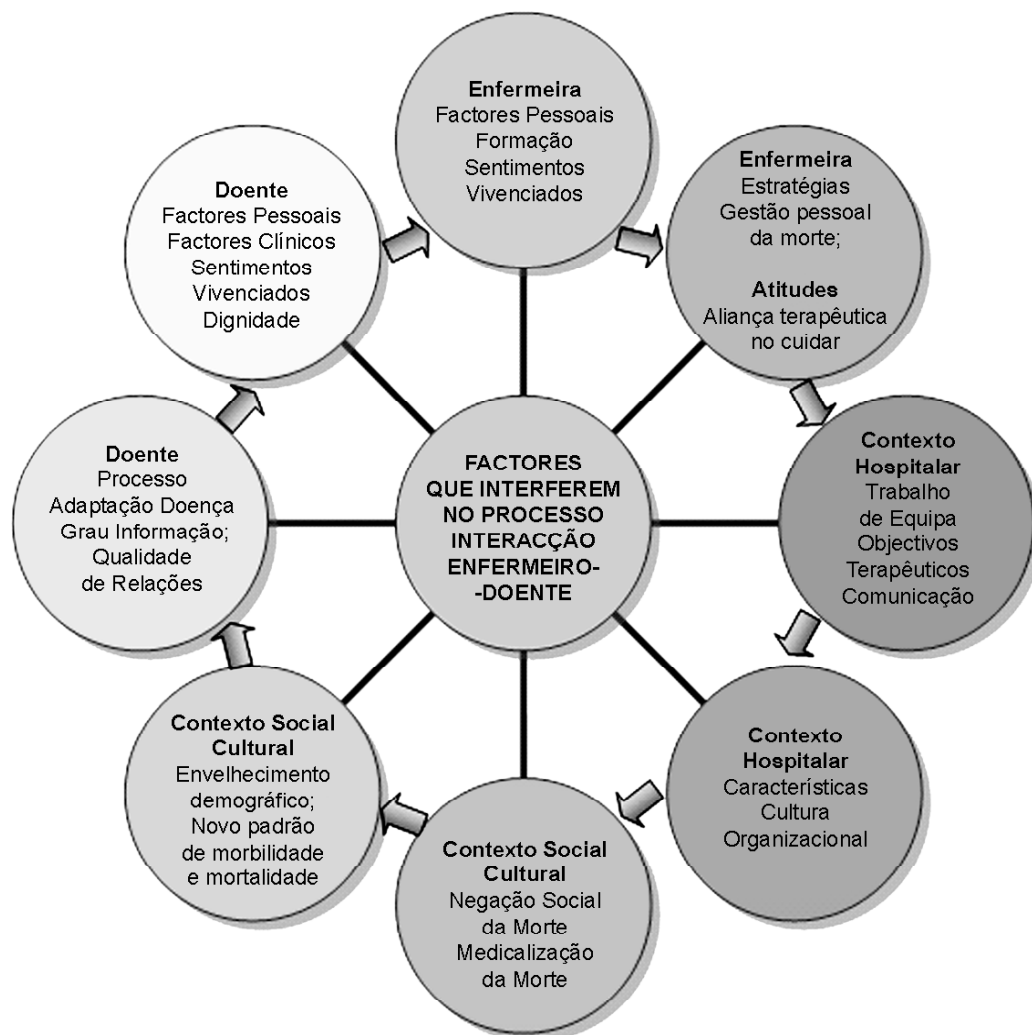 Enfermeira
Factores Pessoais
Formação
Sentimentos
Vivenciados
Enfermeira
Estratégias
Gestão pessoal
da morte;
Atitudes
Aliança terapêutica
no cuidar
Contexto
Hospitalar
Trabalho
de Equipa
Objectivos
Terapêuticos
Comunicação
Contexto
Hospitalar
Características
Cultura
Organizacional
Contexto Social
Cultural
Negação Social
da Morte
Medicalização
da Morte
Contexto Social
Cultural
Envelhecimento
demográfico;
Novo padrão
de morbilidade
e mortalidade
Doente
Processo
Adaptação Doença
Grau Informação;
Qualidade
de Relações
Doente
Factores Pessoais
Factores Clínicos
Sentimentos
Vivenciados
Dignidade
FACTORES
QUE INTERFEREM
NO PROCESSO
INTERACÇÃO
ENFERMEIRO-
-DOENTE